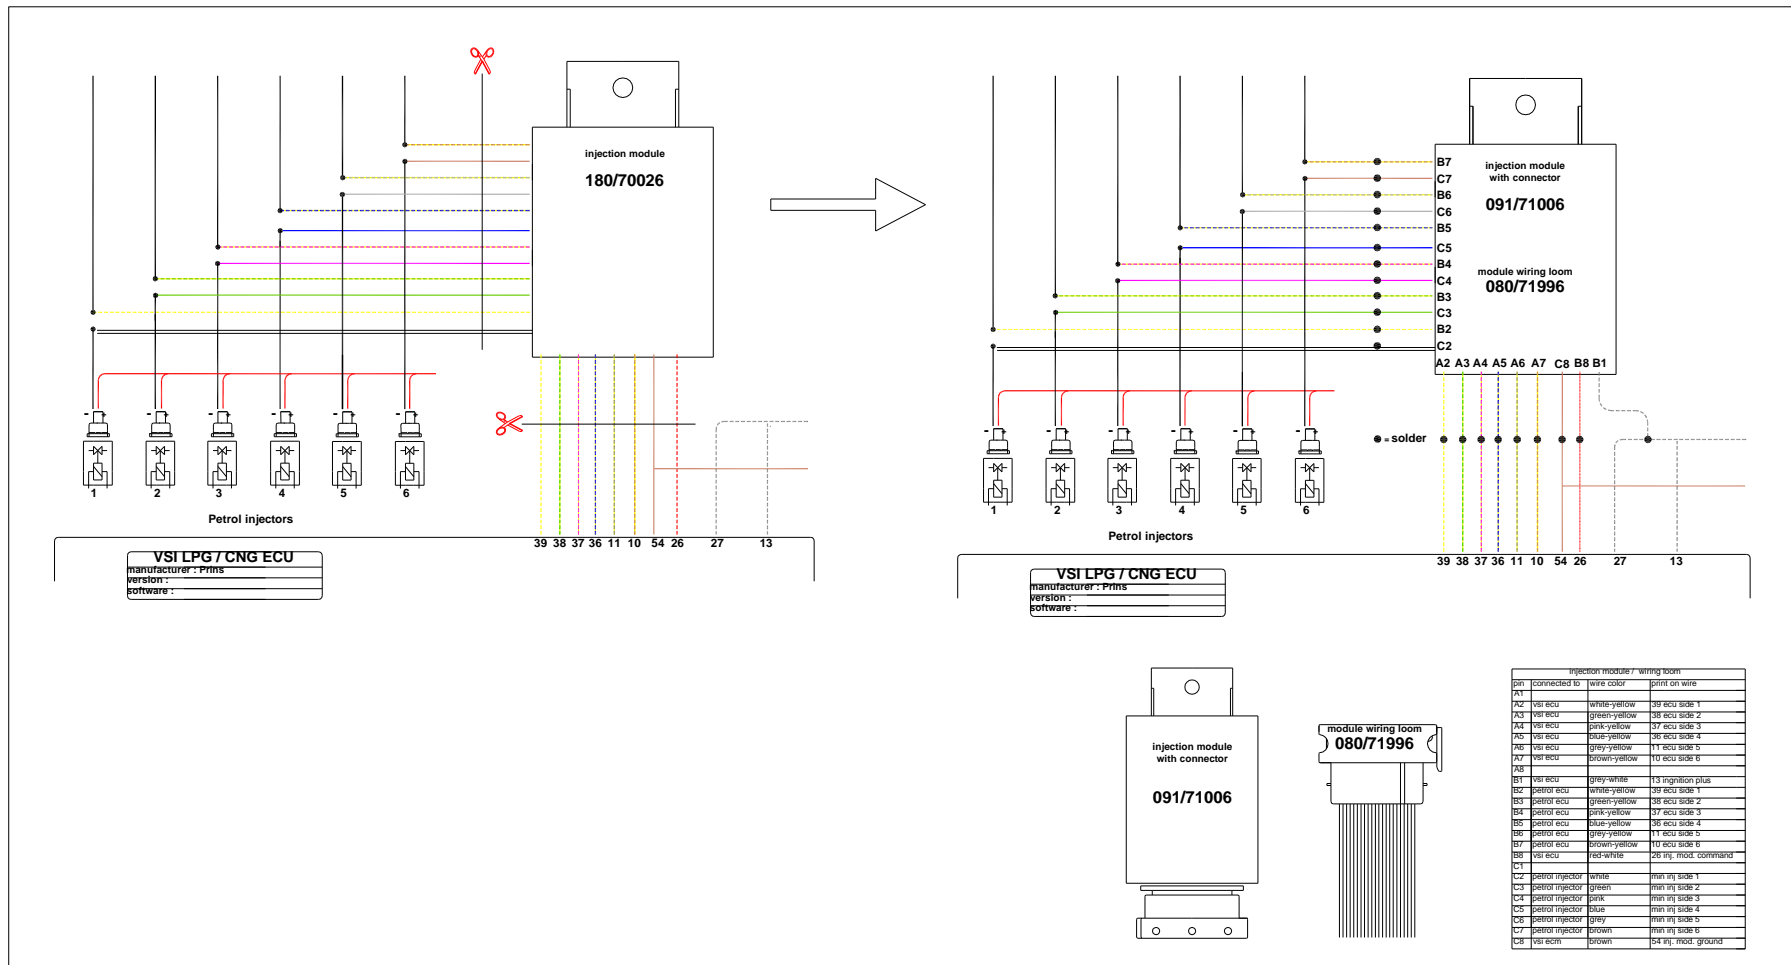 injection module
180/70026
- +
- +
- +
- +
- +
- +
1 2 3 4 5 6
Petrol injectors
39 38 37 36 11 10 54 26 27 13
VSI LPG / CNG ECU
manufacturer : Prins
version :
software :
B7
C7
B6
C6
B5
C5
B4
C4
B3
C3
B2
C2
injection module
with connector
091/71006
module wiring loom
080/71996
A2 A3 A4 A5 A6 A7 C8 B8 B1
- +
- +
- +
- +
- +
- +
= solder
1 2 3 4 5 6
Petrol injectors
39 38 37 36 11 10 54 26 27 13
VSI LPG / CNG ECU
manufacturer : Prins
version :
software :
injection module
with connector
091/71006
module wiring loom
080/71996
injection module / wiring loom
pin connected to wire color print on wire
A1
A2 vsi ecu white-yellow 39 ecu side 1
A3 vsi ecu green-yellow 38 ecu side 2
A4 vsi ecu pink-yellow 37 ecu side 3
A5 vsi ecu blue-yellow 36 ecu side 4
A6 vsi ecu grey-yellow 11 ecu side 5
A7 vsi ecu brown-yellow 10 ecu side 6
A8
B1 vsi ecu grey-white 13 ingnition plus
B2 petrol ecu white-yellow 39 ecu side 1
B3 petrol ecu green-yellow 38 ecu side 2
B4 petrol ecu pink-yellow 37 ecu side 3
B5 petrol ecu blue-yellow 36 ecu side 4
B6 petrol ecu grey-yellow 11 ecu side 5
B7 petrol ecu brown-yellow 10 ecu side 6
B8 vsi ecu red-white 26 inj. mod. command
C1
C2 petrol injector white min inj side 1
C3 petrol injector green min inj side 2
C4 petrol injector pink min inj side 3
C5 petrol injector blue min inj side 4
C6 petrol injector grey min inj side 5
C7 petrol injector brown min inj side 6
C8 vsi ecm brown 54 inj. mod. ground